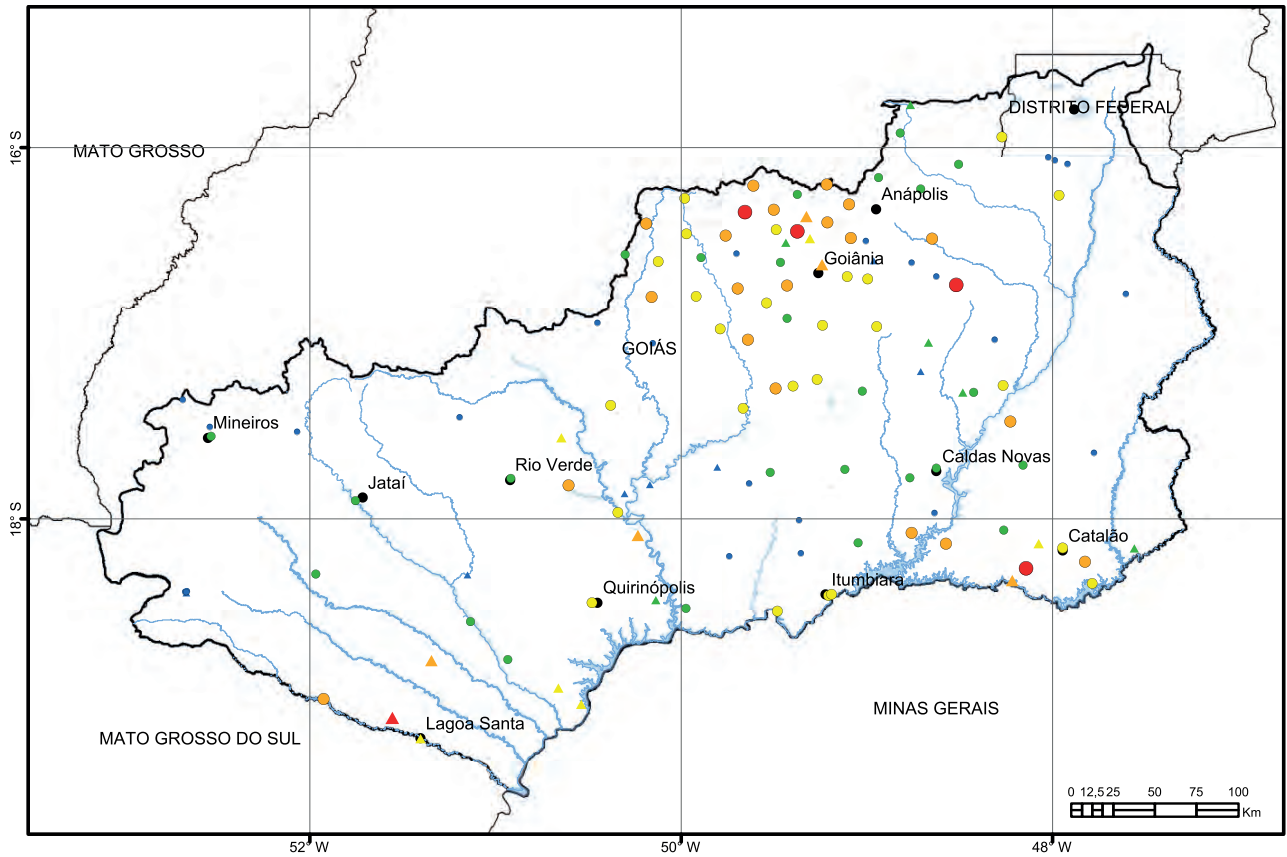 DISTRITO FEDERAL
16°S
MATO GROSSO
Anápolis
Goiânia
GOIÁS
Mineiros
Rio Verde
Caldas Novas
Jataí
18°S
Catalão
Quirinópolis
Itumbiara
MINAS GERAIS
Lagoa Santa
MATO GROSSO DO SUL
0 12,5 25 50 75 100
Km
52° W
50° W
48° W